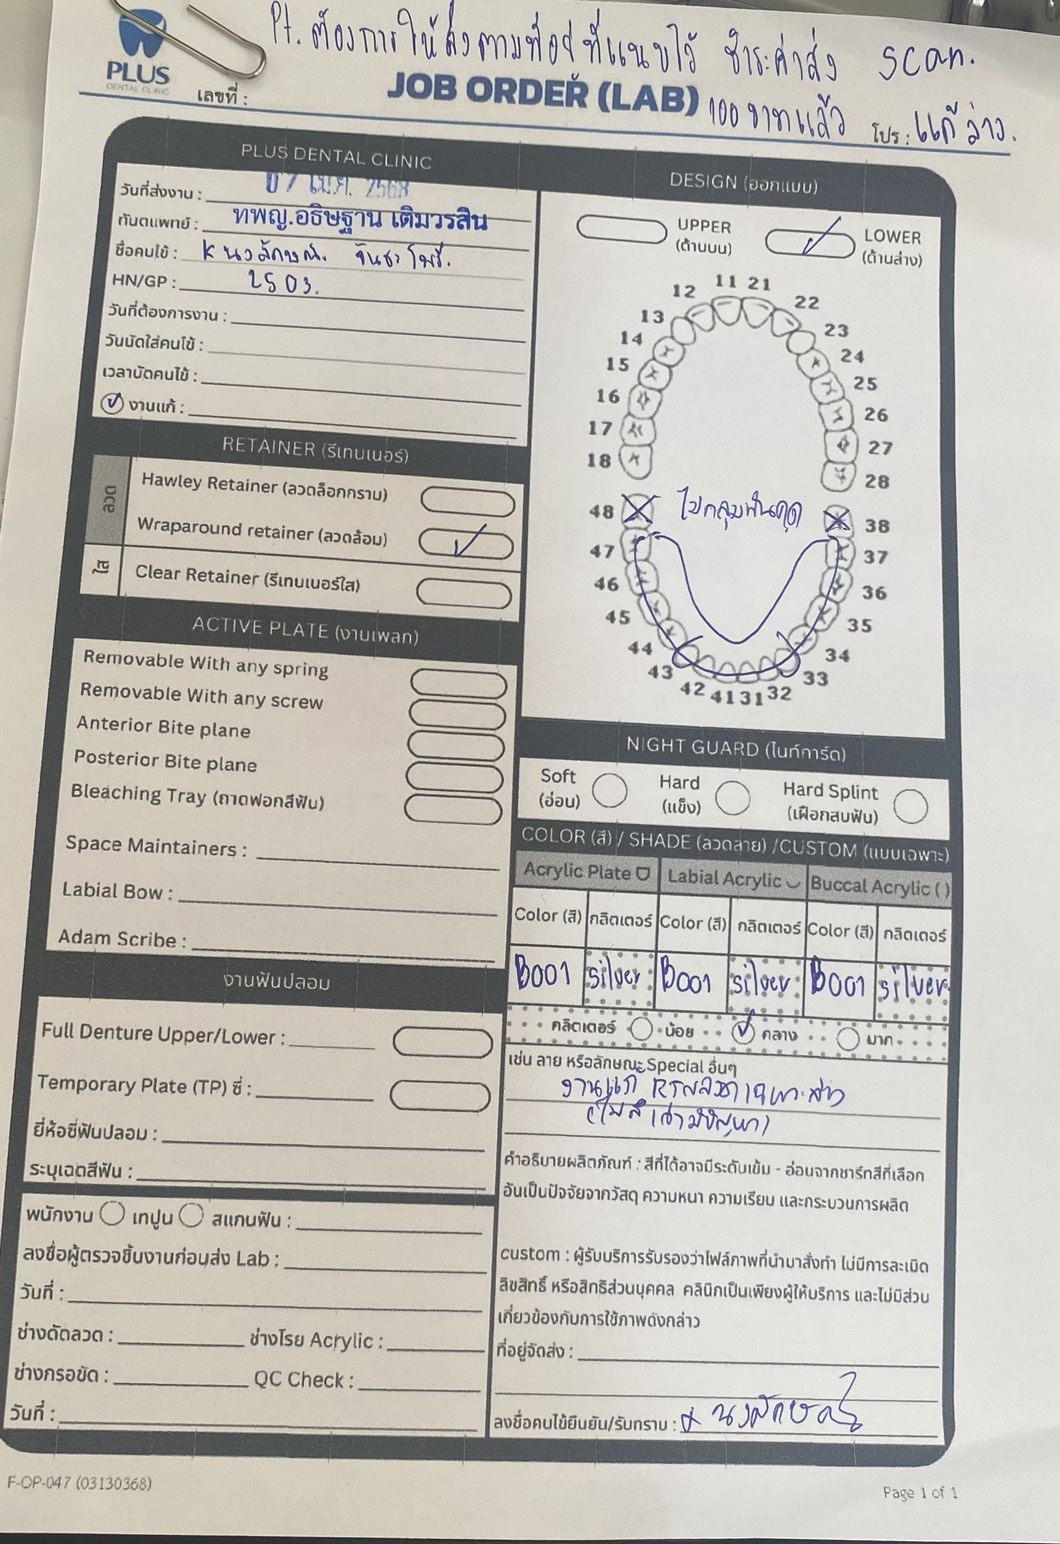 Pt. ต้องการให้ส่งตามที่อยู่ที่แนบไว้ ชำระค่าส่ง scan.
100 บาทแล้ว
PLUS
DENTAL CLINIC
เลขที่ :
JOB ORDER (LAB)
โปร : แก้ล่าง.
PLUS DENTAL CLINIC
วันที่ส่งงาน : 07 เม.ศ. 2568
ทันตแพทย์ : ทพญ.อธิษฐาน เติมวรสิน
ชื่อคนไข้ : K นงลักษณ์
HN/GP : 2503.
วันที่ต้องการงาน :
วันนัดใส่คนไข้ :
เวลานัดคนไข้ :
งานแก้ :
RETAINER (รีเทนเนอร์)
ลวด
Hawley Retainer (ลวดล็อกกราม)
Wraparound retainer (ลวดล้อม)
ใส
Clear Retainer (รีเทนเนอร์ใส)
ACTIVE PLATE (งานเพลท)
Removable With any spring
Removable With any screw
Anterior Bite plane
Posterior Bite plane
Bleaching Tray (ถาดฟอกสีฟัน)
Space Maintainers :
Labial Bow :
Adam Scribe :
งานฟันปลอม
Full Denture Upper/Lower :
Temporary Plate (TP) ซี่ :
ยี่ห้อซี่ฟันปลอม :
ระบุเฉดสีฟัน :
พนักงาน เทปูน สแกนฟัน :
ลงชื่อผู้ตรวจชิ้นงานก่อนส่ง Lab :
วันที่ :
ช่างดัดลวด : ช่างโรย Acrylic :
ช่างกรอขัด : QC Check :
วันที่ :
DESIGN (ออกแบบ)
UPPER
(ด้านบน)
LOWER
(ด้านล่าง)
11 21
12 22
13 23
14 24
15 25
16 26
17 27
18 28
48 ไม่คลุมฟันคุด 38
47 37
46 36
45 35
44 34
43 33
42 41 31 32
NIGHT GUARD (ไนท์การ์ด)
Soft
(อ่อน)
Hard
(แข็ง)
Hard Splint
(เฝือกสบฟัน)
COLOR (สี) / SHADE (ลวดลาย) /CUSTOM (แบบเฉพาะ)
Acrylic Plate Labial Acrylic Buccal Acrylic ( )
Color (สี) กลิตเตอร์ Color (สี) กลิตเตอร์ Color (สี) กลิตเตอร์
B001 silver B001 silver B001 silver
กลิตเตอร์ น้อย กลาง มาก
เช่น ลาย หรือลักษณะ Special อื่นๆ
งานแก้ RTลวดเฉพาะล่าง
คำอธิบายผลิตภัณฑ์ : สีที่ได้อาจมีระดับเข้ม - อ่อนจากชาร์ทสีที่เลือก
อันเป็นปัจจัยจากวัสดุ ความหนา ความเรียบ และกระบวนการผลิต
custom : ผู้รับบริการรับรองว่าไฟล์ภาพที่นำมาสั่งทำ ไม่มีการละเมิด
ลิขสิทธิ์ หรือสิทธิส่วนบุคคล คลินิกเป็นเพียงผู้ให้บริการ และไม่มีส่วน
เกี่ยวข้องกับการใช้ภาพดังกล่าว
ที่อยู่จัดส่ง :
ลงชื่อคนไข้ยืนยัน/รับทราบ : x นงลักษณ์
F-OP-047 (03130368)
Page 1 of 1